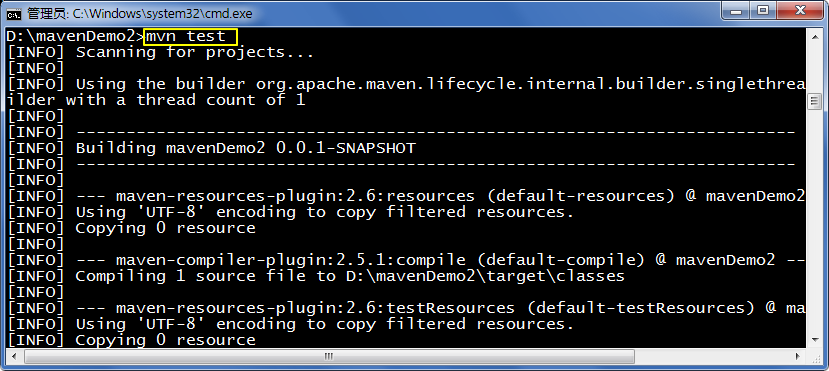 管理员: C:\Windows\system32\cmd.exe
D:\mavenDemo2>mvn test
[INFO] Scanning for projects...
[INFO]
[INFO] Using the builder org.apache.maven.lifecycle.internal.builder.singlethrea
ilder with a thread count of 1
[INFO]
[INFO] ------------------------------------------------------------------------
[INFO] Building mavenDemo2 0.0.1-SNAPSHOT
[INFO] ------------------------------------------------------------------------
[INFO]
[INFO] --- maven-resources-plugin:2.6:resources (default-resources) @ mavenDemo2
[INFO] Using 'UTF-8' encoding to copy filtered resources.
[INFO] Copying 0 resource
[INFO]
[INFO] --- maven-compiler-plugin:2.5.1:compile (default-compile) @ mavenDemo2 --
[INFO] Compiling 1 source file to D:\mavenDemo2\target\classes
[INFO]
[INFO] --- maven-resources-plugin:2.6:testResources (default-testResources) @ ma
[INFO] Using 'UTF-8' encoding to copy filtered resources.
[INFO] Copying 0 resource